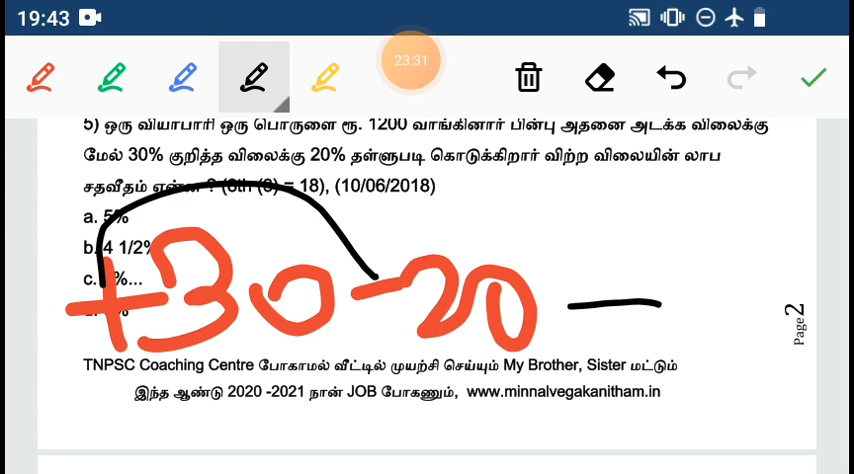 19:43
23:31
5) ஒரு வியாபாரி ஒரு பொருளை ரூ. 1200 வாங்கினார் பின்பு அதனை அடக்க விலைக்கு
மேல் 30% குறித்த விலைக்கு 20% தள்ளுபடி கொடுக்கிறார் விற்ற விலையின் லாப
சதவீதம் என்ன ? (6th (3) = 18), (10/06/2018)
a. 5%
b. 4 1/2%
c. %...
%
+30 -20 —
TNPSC Coaching Centre போகாமல் வீட்டில் முயற்சி செய்யும் My Brother, Sister மட்டும்
இந்த ஆண்டு 2020 -2021 நான் JOB போகணும், www.minnalvegakanitham.in
Page 2